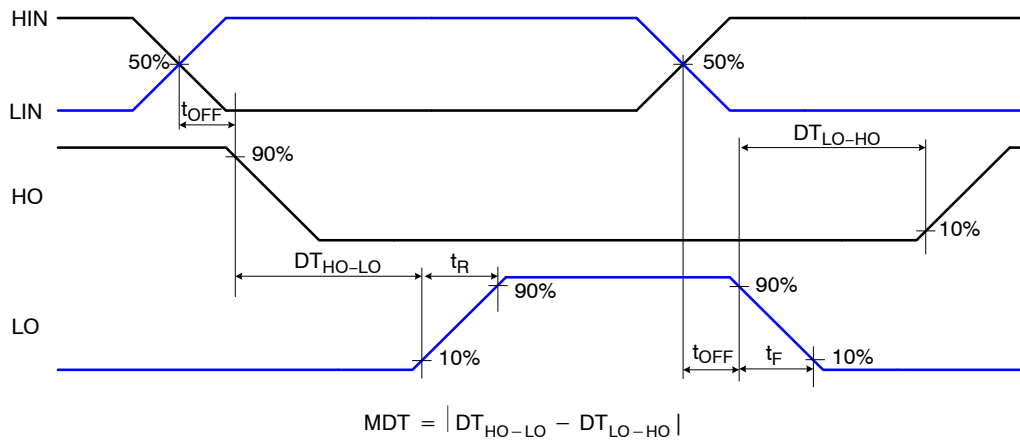 HIN
50%
50%
LIN
tOFF
DTLO–HO
90%
HO
10%
DTHO–LO
tR
90%
90%
LO
10%
tOFF
tF
10%
MDT = |DTHO–LO – DTLO–HO|